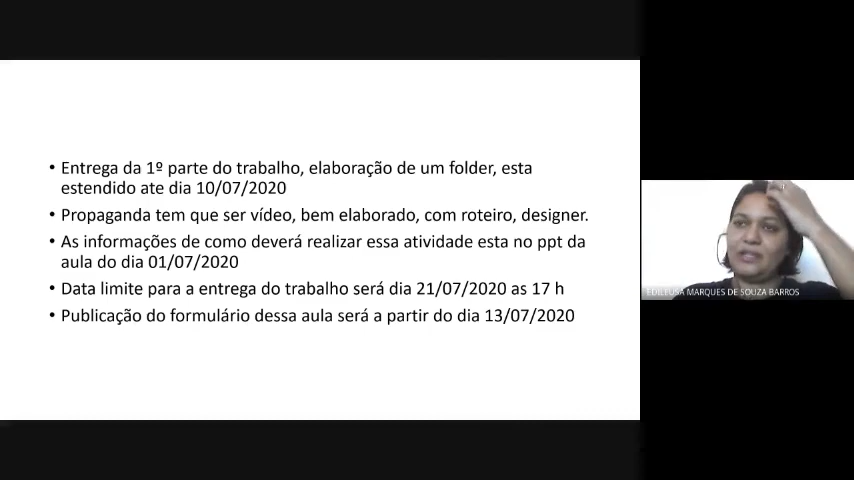 • Entrega da 1º parte do trabalho, elaboração de um folder, esta
estendido ate dia 10/07/2020
• Propaganda tem que ser vídeo, bem elaborado, com roteiro, designer.
• As informações de como deverá realizar essa atividade esta no ppt da
aula do dia 01/07/2020
• Data limite para a entrega do trabalho será dia 21/07/2020 as 17 h
• Publicação do formulário dessa aula será a partir do dia 13/07/2020
EDILEUSA MARQUES DE SOUZA BARROS